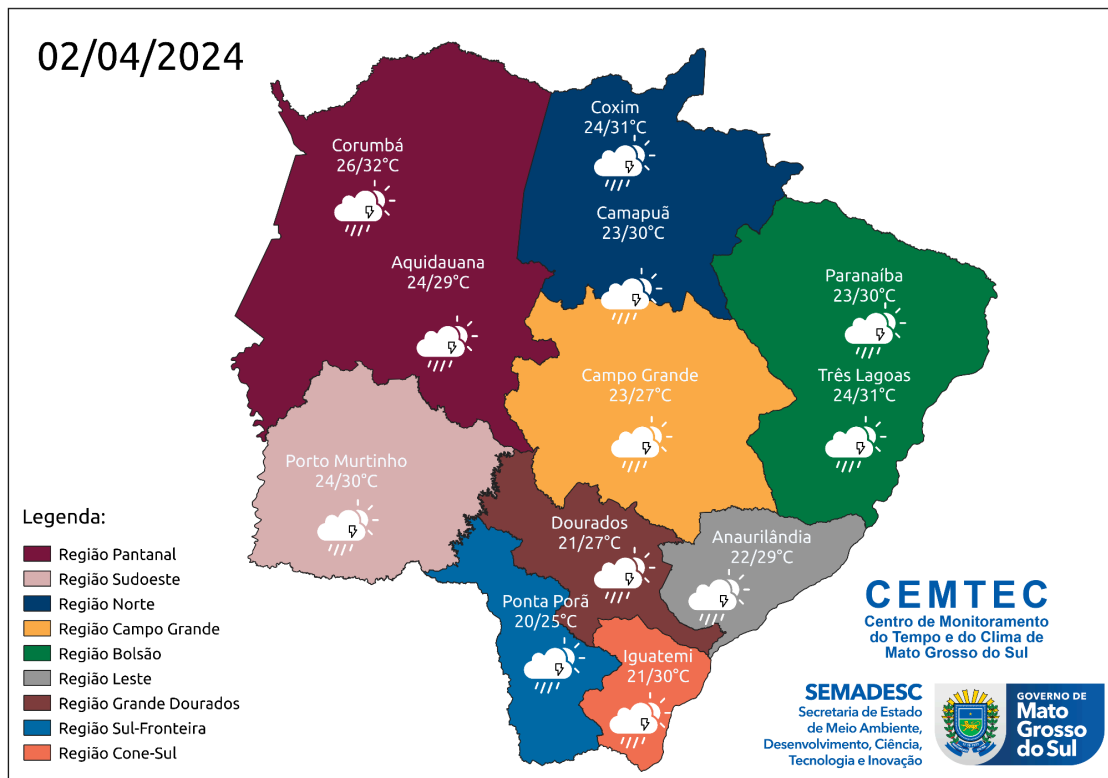 02/04/2024
Coxim
24/31°C
Corumbá
26/32°C
Camapuã
23/30°C
Aquidauana
24/29°C
Paranaíba
23/30°C
Campo Grande
23/27°C
Três Lagoas
24/31°C
Porto Murtinho
24/30°C
Dourados
21/27°C
Anaurilândia
22/29°C
Ponta Porã
20/25°C
Iguatemi
21/30°C
Legenda:
Região Pantanal
Região Sudoeste
Região Norte
Região Campo Grande
Região Bolsão
Região Leste
Região Grande Dourados
Região Sul-Fronteira
Região Cone-Sul
CEMTEC
Centro de Monitoramento
do Tempo e do Clima de
Mato Grosso do Sul
SEMADESC
Secretaria de Estado
de Meio Ambiente,
Desenvolvimento, Ciência,
Tecnologia e Inovação
GOVERNO DE
Mato
Grosso
do Sul